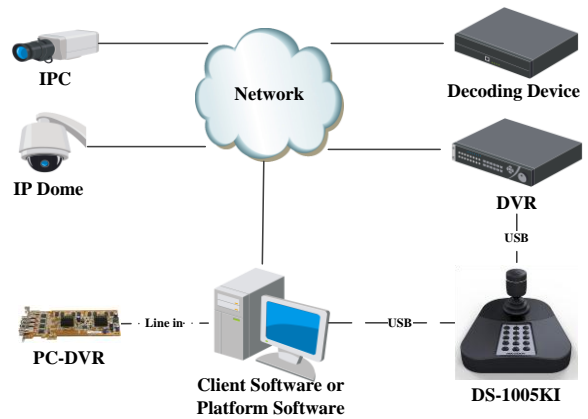 IPC
Network
Decoding Device
IP Dome
DVR
USB
Line in
USB
PC-DVR
Client Software or
Platform Software
DS-1005KI